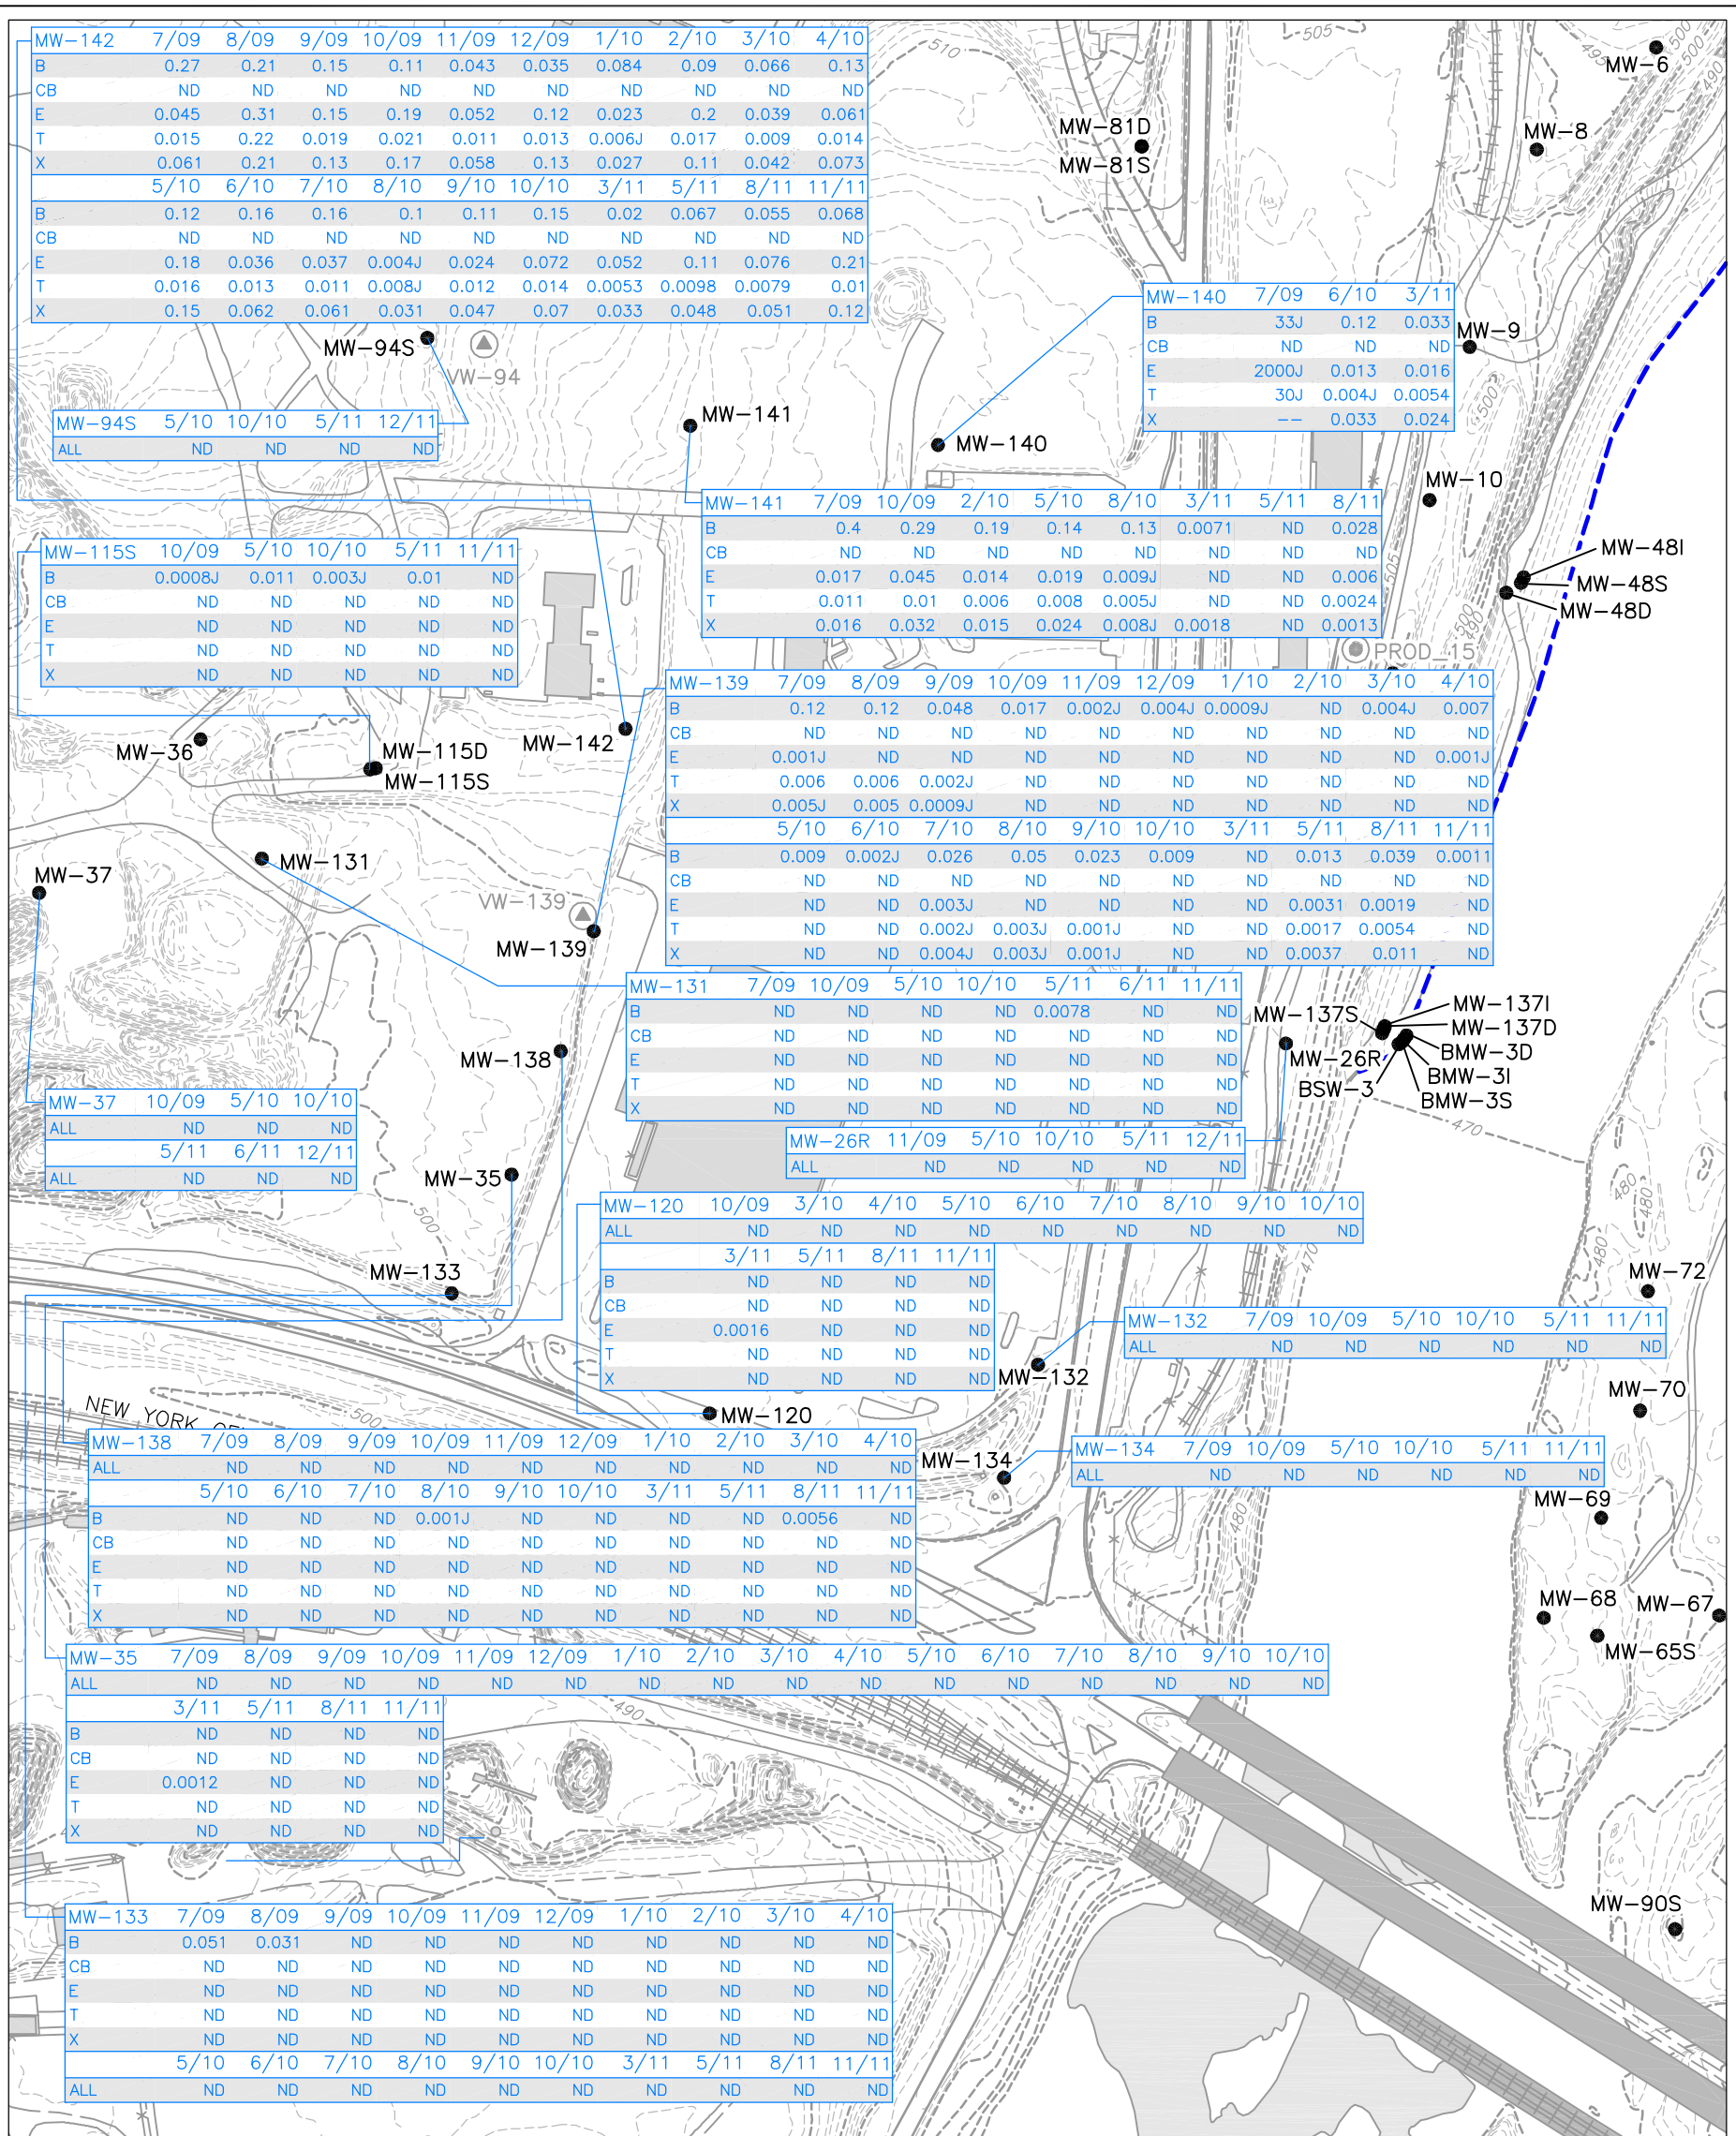 MW-142 7/09 8/09 9/09 10/09 11/09 12/09 1/10 2/10 3/10 4/10
B 0.27 0.21 0.15 0.11 0.043 0.035 0.084 0.09 0.066 0.13
CB ND ND ND ND ND ND ND ND ND ND
E 0.045 0.31 0.15 0.19 0.052 0.12 0.023 0.2 0.039 0.061
T 0.015 0.22 0.019 0.021 0.011 0.013 0.006J 0.017 0.009 0.014
X 0.061 0.21 0.13 0.17 0.058 0.13 0.027 0.11 0.042 0.073
5/10 6/10 7/10 8/10 9/10 10/10 3/11 5/11 8/11 11/11
B 0.12 0.16 0.16 0.1 0.11 0.15 0.02 0.067 0.055 0.068
CB ND ND ND ND ND ND ND ND ND ND
E 0.18 0.036 0.037 0.004J 0.024 0.072 0.052 0.11 0.076 0.21
T 0.016 0.013 0.011 0.008J 0.012 0.014 0.0053 0.0098 0.0079 0.01
X 0.15 0.062 0.061 0.031 0.047 0.07 0.033 0.048 0.051 0.12
510
505
495
500
500
490
490
MW-6
MW-8
MW-81D
MW-81S
MW-140 7/09 6/10 3/11
B 33J 0.12 0.033
CB ND ND ND
E 2000J 0.013 0.016
T 30J 0.004J 0.0054
X -- 0.033 0.024
MW-9
MW-94S
VW-94
500
MW-94S 5/10 10/10 5/11 12/11
ALL ND ND ND ND
MW-141
MW-140
MW-10
MW-141 7/09 10/09 2/10 5/10 8/10 3/11 5/11 8/11
B 0.4 0.29 0.19 0.14 0.13 0.0071 ND 0.028
CB ND ND ND ND ND ND ND ND
E 0.017 0.045 0.014 0.019 0.009J ND ND 0.006
T 0.011 0.01 0.006 0.008 0.005J ND ND 0.0024
X 0.016 0.032 0.015 0.024 0.008J 0.0018 ND 0.0013
505
500
490
MW-48I
MW-48S
MW-48D
PROD_15
MW-115S 10/09 5/10 10/10 5/11 11/11
B 0.0008J 0.011 0.003J 0.01 ND
CB ND ND ND ND ND
E ND ND ND ND ND
T ND ND ND ND ND
X ND ND ND ND ND
MW-139 7/09 8/09 9/09 10/09 11/09 12/09 1/10 2/10 3/10 4/10
B 0.12 0.12 0.048 0.017 0.002J 0.004J 0.0009J ND 0.004J 0.007
CB ND ND ND ND ND ND ND ND ND ND
E 0.001J ND ND ND ND ND ND ND ND 0.001J
T 0.006 0.006 0.002J ND ND ND ND ND ND ND
X 0.005J 0.005 0.0009J ND ND ND ND ND ND ND
5/10 6/10 7/10 8/10 9/10 10/10 3/11 5/11 8/11 11/11
B 0.009 0.002J 0.026 0.05 0.023 0.009 ND 0.013 0.039 0.0011
CB ND ND ND ND ND ND ND ND ND ND
E ND ND 0.003J ND ND ND ND 0.0031 0.0019 ND
T ND ND 0.002J 0.003J 0.001J ND ND 0.0017 0.0054 ND
X ND ND 0.004J 0.003J 0.001J ND ND 0.0037 0.011 ND
MW-36
MW-115D
MW-115S
MW-142
MW-131
MW-37
VW-139
MW-139
MW-131 7/09 10/09 5/10 10/10 5/11 6/11 11/11
B ND ND ND ND 0.0078 ND ND
CB ND ND ND ND ND ND ND
E ND ND ND ND ND ND ND
T ND ND ND ND ND ND ND
X ND ND ND ND ND ND ND
MW-137S
MW-137I
MW-137D
MW-26R
BMW-3D
BMW-3I
BSW-3
BMW-3S
470
MW-138
MW-37 10/09 5/10 10/10
ALL ND ND ND
5/11 6/11 12/11
ALL ND ND ND
MW-26R 11/09 5/10 10/10 5/11 12/11
ALL ND ND ND ND ND
MW-35
500
480
480
480
470
MW-120 10/09 3/10 4/10 5/10 6/10 7/10 8/10 9/10 10/10
ALL ND ND ND ND ND ND ND ND ND
3/11 5/11 8/11 11/11
B ND ND ND ND
CB ND ND ND ND
E 0.0016 ND ND ND
T ND ND ND ND
X ND ND ND ND
MW-133
MW-72
MW-132 7/09 10/09 5/10 10/10 5/11 11/11
ALL ND ND ND ND ND ND
MW-132
MW-70
NEW YORK
500
MW-120
MW-138 7/09 8/09 9/09 10/09 11/09 12/09 1/10 2/10 3/10 4/10
ALL ND ND ND ND ND ND ND ND ND ND
5/10 6/10 7/10 8/10 9/10 10/10 3/11 5/11 8/11 11/11
B ND ND ND 0.001J ND ND ND ND 0.0056 ND
CB ND ND ND ND ND ND ND ND ND ND
E ND ND ND ND ND ND ND ND ND ND
T ND ND ND ND ND ND ND ND ND ND
X ND ND ND ND ND ND ND ND ND ND
MW-134
MW-134 7/09 10/09 5/10 10/10 5/11 11/11
ALL ND ND ND ND ND ND
480
MW-69
MW-68
MW-67
MW-65S
MW-35 7/09 8/09 9/09 10/09 11/09 12/09 1/10 2/10 3/10 4/10 5/10 6/10 7/10 8/10 9/10 10/10
ALL ND ND ND ND ND ND ND ND ND ND ND ND ND ND ND ND
3/11 5/11 8/11 11/11
B ND ND ND ND
CB ND ND ND ND
E 0.0012 ND ND ND
T ND ND ND ND
X ND ND ND ND
490
MW-90S
MW-133 7/09 8/09 9/09 10/09 11/09 12/09 1/10 2/10 3/10 4/10
B 0.051 0.031 ND ND ND ND ND ND ND ND
CB ND ND ND ND ND ND ND ND ND ND
E ND ND ND ND ND ND ND ND ND ND
T ND ND ND ND ND ND ND ND ND ND
X ND ND ND ND ND ND ND ND ND ND
5/10 6/10 7/10 8/10 9/10 10/10 3/11 5/11 8/11 11/11
ALL ND ND ND ND ND ND ND ND ND ND